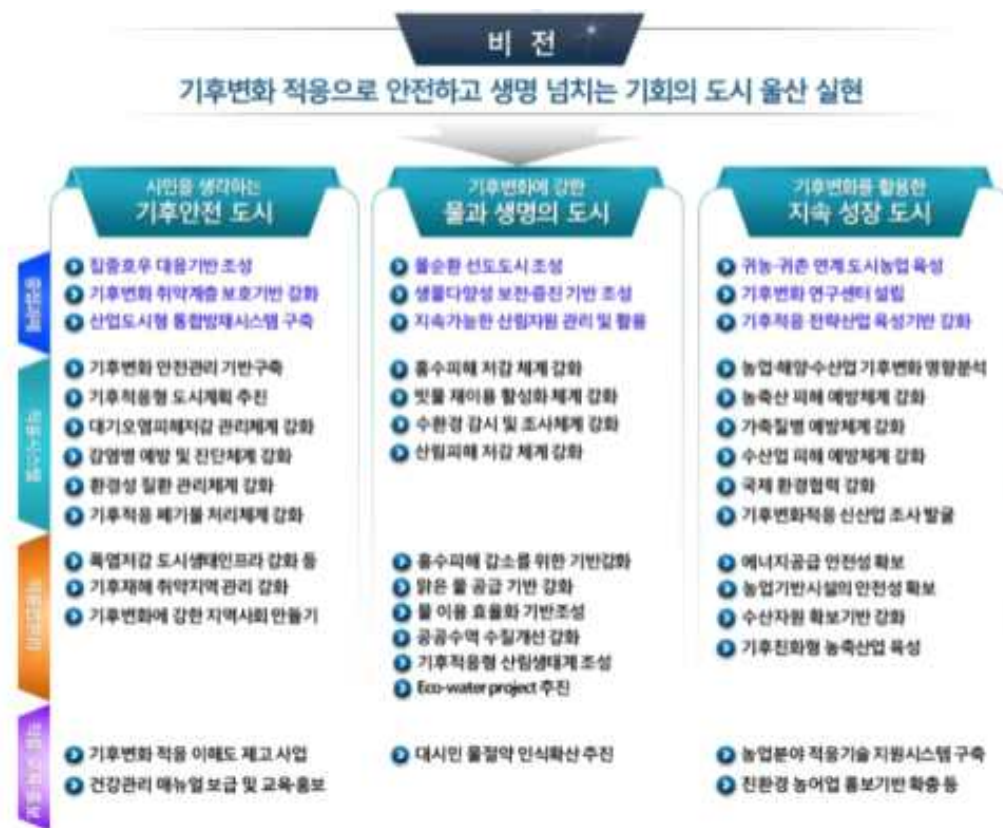 비 전
기후변화 적응으로 안전하고 생명 넘치는 기회의 도시 울산 실현
시민을 생각하는
기후안전 도시
기후변화에 강한
물과 생명의 도시
기후변화를 활용한
지속 성장 도시
중점과제
집중호우 대응기반 조성
기후변화 취약계층 보호기반 강화
산업도시형 통합방재시스템 구축
물순환 선도도시 조성
생물다양성 보전·증진 기반 조성
지속가능한 산림자원 관리 및 활용
귀농·귀촌 연계 도시농업 육성
기후변화 연구센터 설립
기후적응 전략산업 육성기반 강화
적응시스템
기후변화 안전관리 기반구축
기후적응형 도시계획 추진
대기오염피해저감 관리체계 강화
감염병 예방 및 진단체계 강화
환경성 질환 관리체계 강화
기후적응 폐기물 처리체계 강화
홍수피해 저감 체계 강화
빗물 재이용 활성화 체계 강화
수환경 감시 및 조사체계 강화
산림피해 저감 체계 강화
농업·해양·수산업 기후변화 영향분석
농축산 피해 예방체계 강화
가축질병 예방체계 강화
수산업 피해 예방체계 강화
국제 환경협력 강화
기후변화적응 신산업 조사 발굴
적응인프라
폭염저감 도시생태인프라 강화 등
기후재해 취약지역 관리 강화
기후변화에 강한 지역사회 만들기
홍수피해 감소를 위한 기반강화
맑은 물 공급 기반 강화
물 이용 효율화 기반조성
공공수역 수질개선 강화
기후적응형 산림생태계 조성
Eco-water project 추진
에너지공급 안전성 확보
농업기반시설의 안전성 확보
수산자원 확보기반 강화
기후친화형 농축산업 육성
적응 교육·홍보
기후변화 적응 이해도 제고 사업
건강관리 매뉴얼 보급 및 교육·홍보
대시민 물절약 인식확산 추진
농업분야 적응기술 지원시스템 구축
친환경 농어업 홍보기반 확충 등